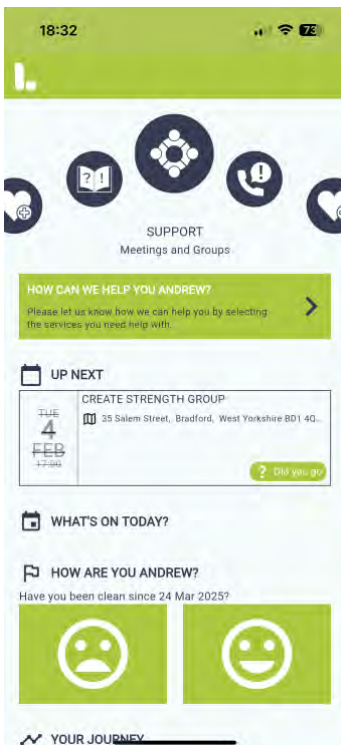 18:32
73
L.
?!
!
SUPPORT
Meetings and Groups
HOW CAN WE HELP YOU ANDREW?
Please let us know how we can help you by selecting
the services you need help with.
UP NEXT
CREATE STRENGTH GROUP
TUE
4
FEB
17:00
35 Salem Street, Bradford, West Yorkshire BD1 4Q..
? Did you go
WHAT'S ON TODAY?
HOW ARE YOU ANDREW?
Have you been clean since 24 Mar 2025?
YOUR JOURNEY